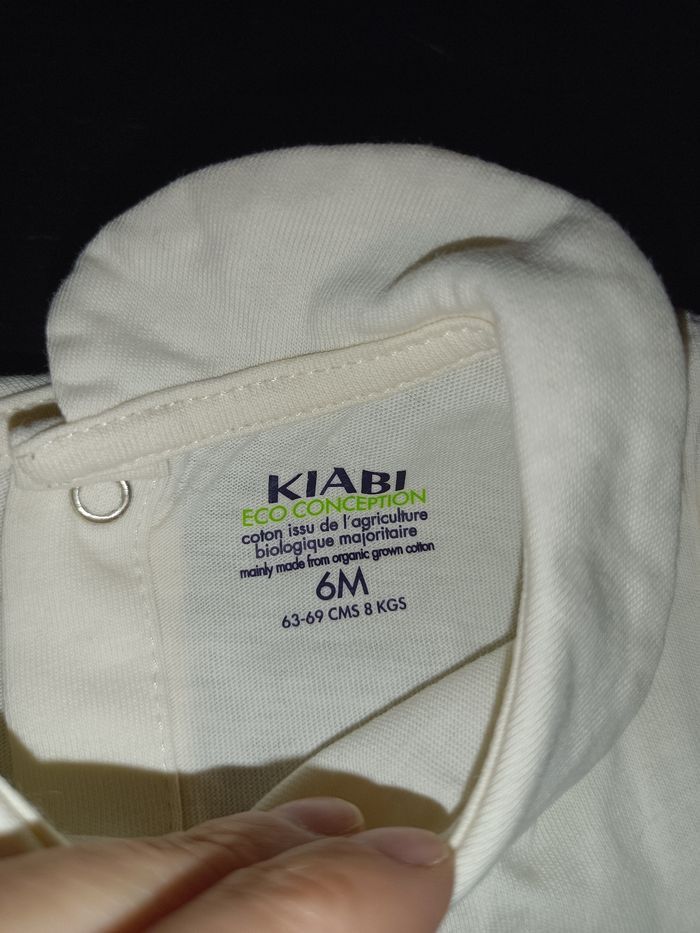 KIABI
ECO CONCEPTION
coton issu de l'agriculture
biologique majoritaire
mainly made from organic grown cotton
6M
63-69 CMS 8 KGS